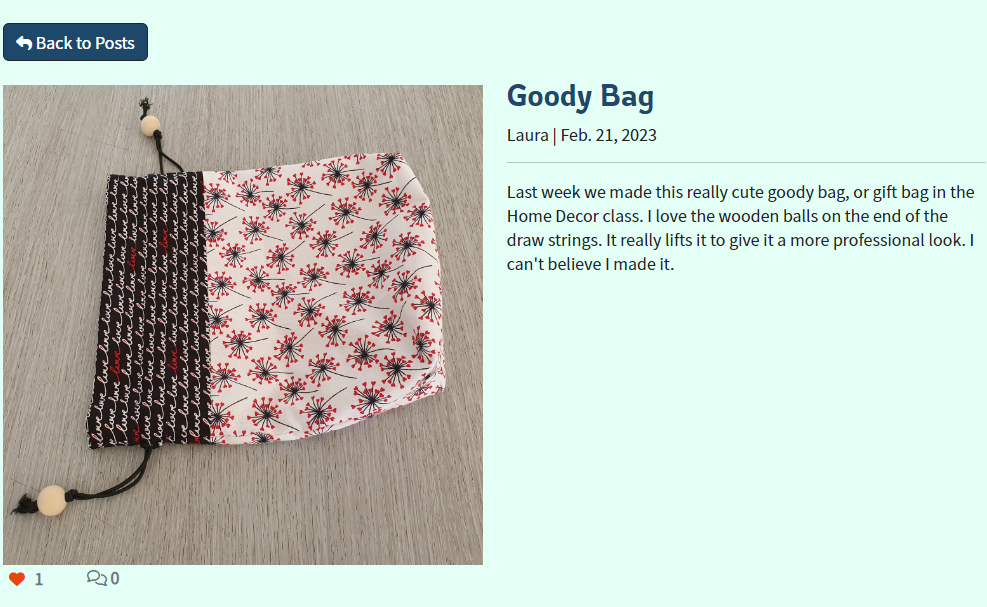 Back to Posts
Goody Bag
Laura | Feb. 21, 2023
Last week we made this really cute goody bag, or gift bag in the
Home Decor class. I love the wooden balls on the end of the
draw strings. It really lifts it to give it a more professional look. I
can't believe I made it.
1
0